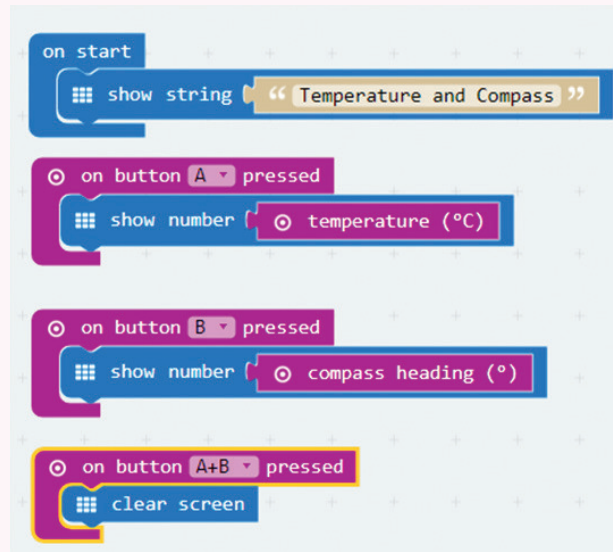 on start
show string “ Temperature and Compass ”
on button A pressed
show number temperature (°C)
on button B pressed
show number compass heading (°)
on button A+B pressed
clear screen